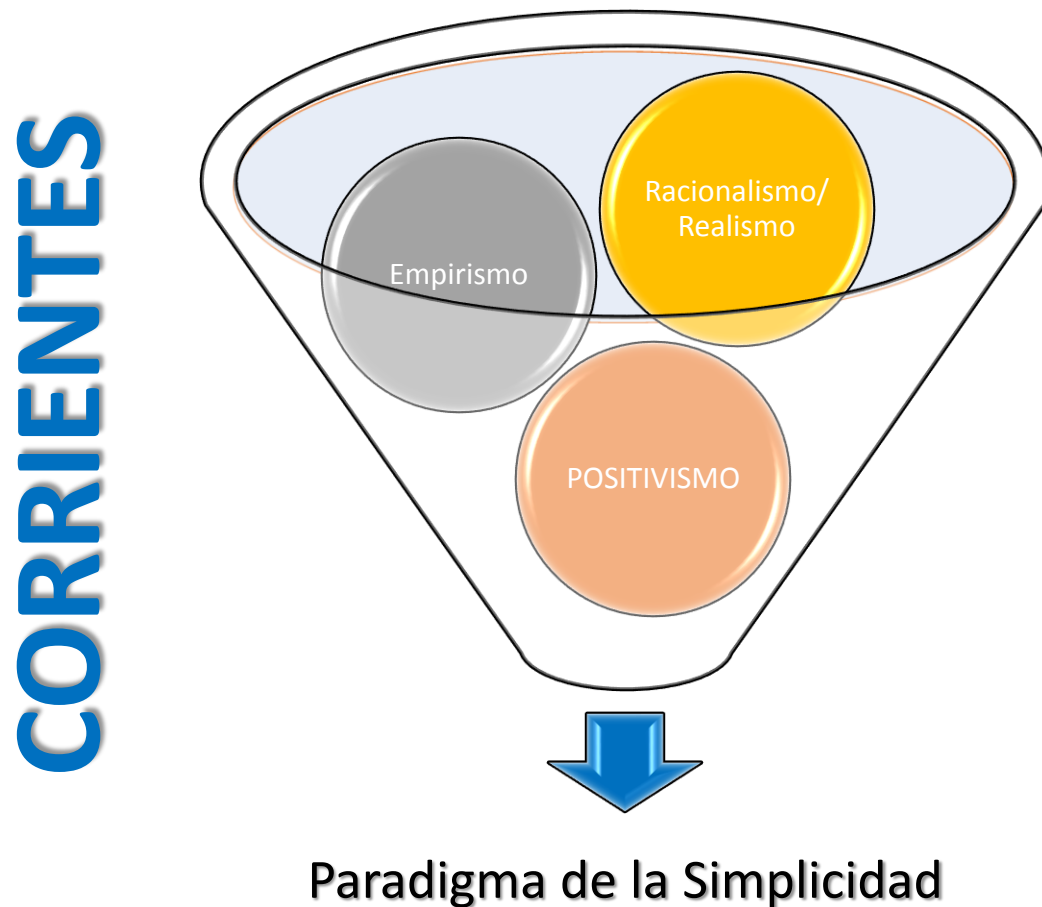 CORRIENTES
Racionalismo/
Realismo
Empirismo
POSITIVISMO
Paradigma de la Simplicidad